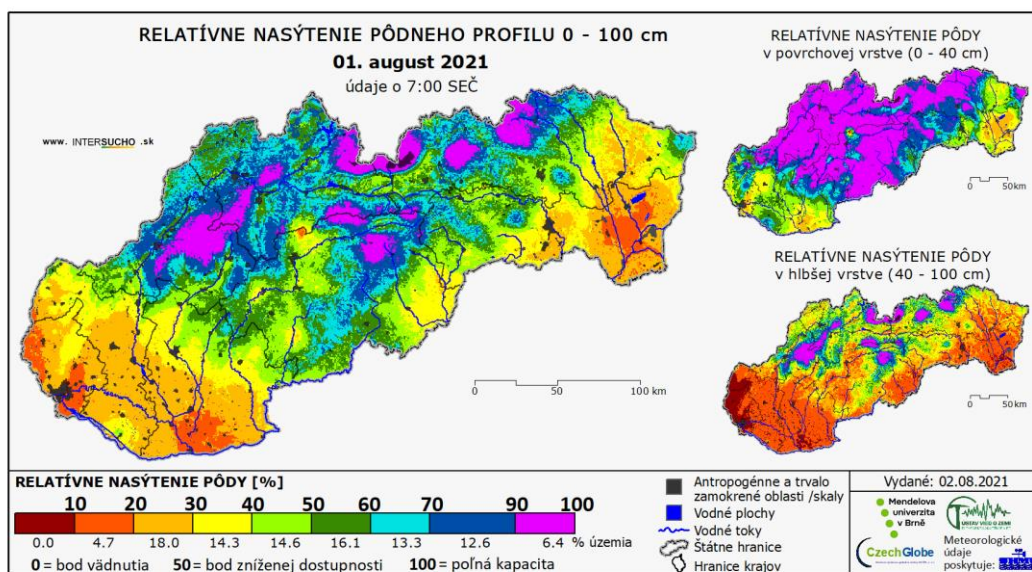 RELATÍVNE NASÝTENIE PÔDNEHO PROFILU 0 - 100 cm
01. august 2021
údaje o 7:00 SEČ
www. INTERSUCHO .sk
0 50 100 km
RELATÍVNE NASÝTENIE PÔDY
v povrchovej vrstve (0 - 40 cm)
0 50km
RELATÍVNE NASÝTENIE PÔDY
v hlbšej vrstve (40 - 100 cm)
0 50km
RELATÍVNE NASÝTENIE PÔDY [%]
10 20 30 40 50 60 70 90 100
0.0 4.7 18.0 14.3 14.6 16.1 13.3 12.6 6.4 % územia
0 = bod vädnutia 50 = bod zníženej dostupnosti 100 = poľná kapacita
Antropogénne a trvalo
zamokrené oblasti /skaly
Vodné plochy
Vodné toky
Štátne hranice
Hranice krajov
Vydané: 02.08.2021
Mendelova
univerzita
v Brně
CzechGlobe
Meteorologické
údaje
poskytuje: